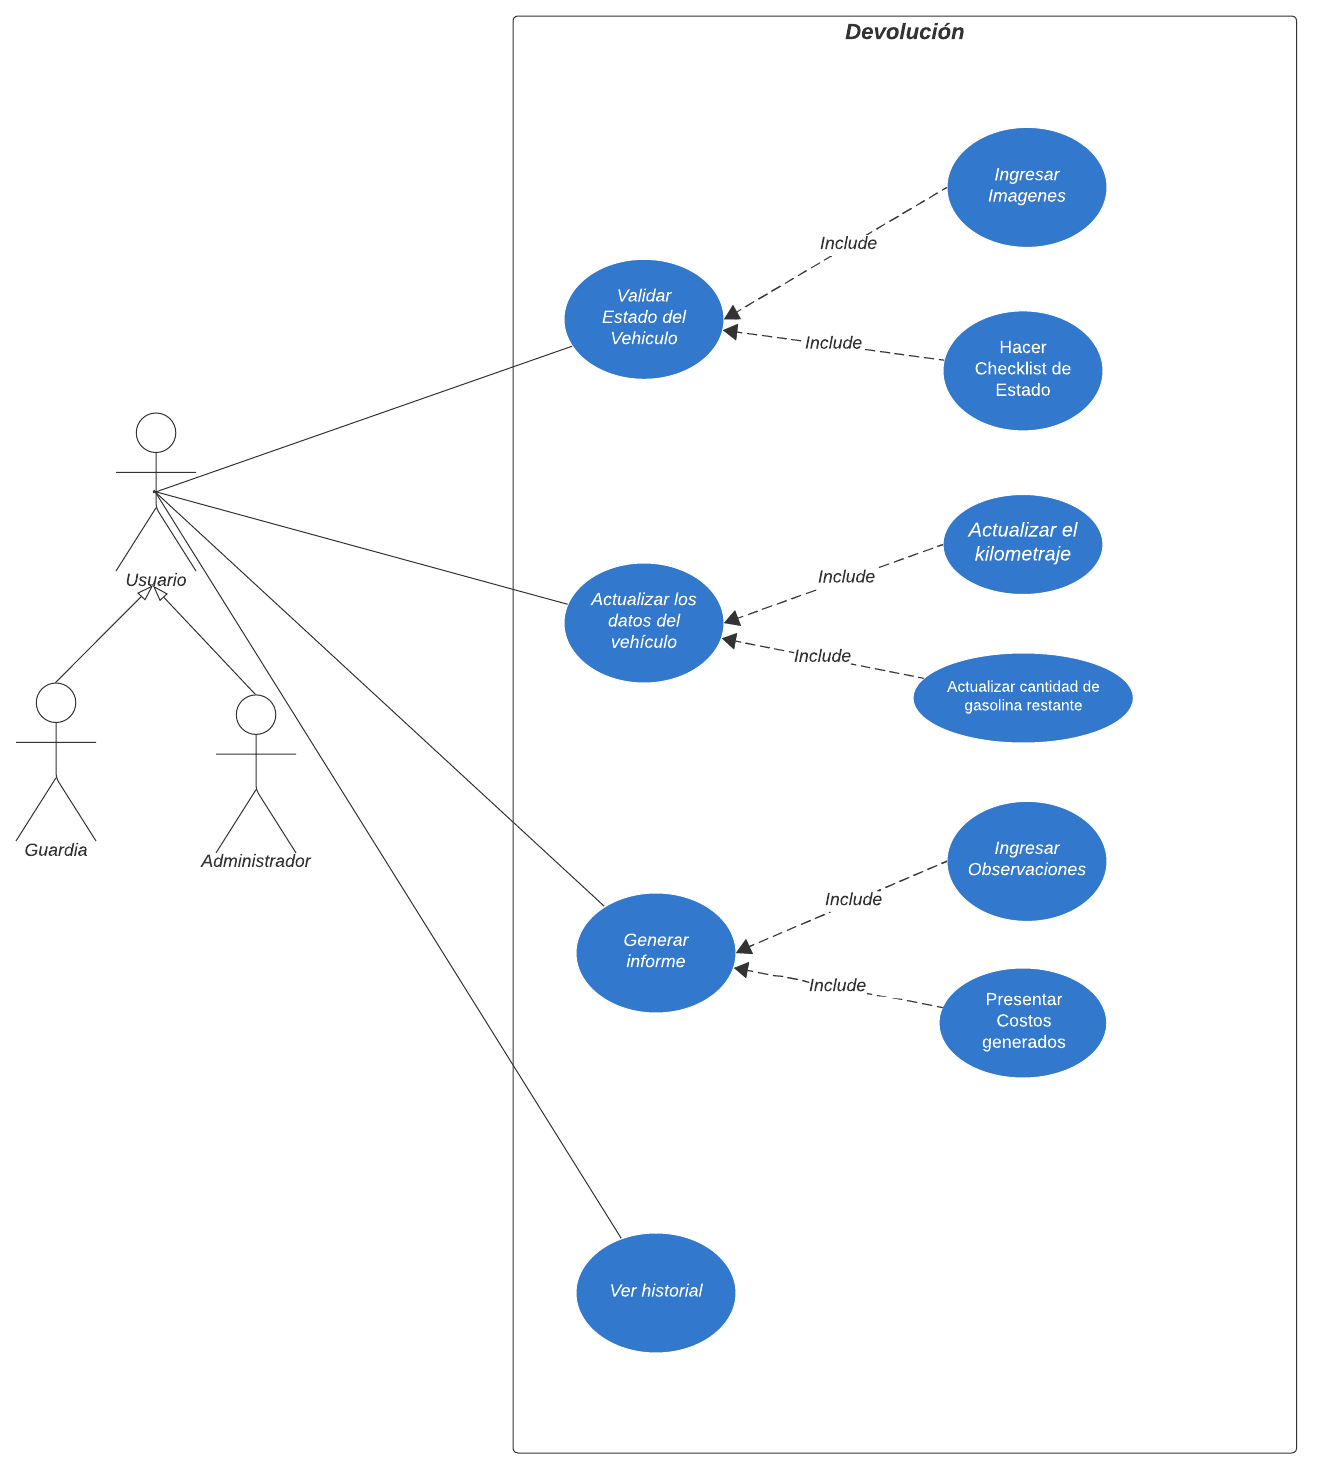 Devolución
Ingresar
Imagenes
Include
Validar
Estado del
Vehiculo
Include
Hacer
Checklist de
Estado
Usuario
Actualizar el
kilometraje
Include
Actualizar los
datos del
vehículo
Include
Actualizar cantidad de
gasolina restante
Guardia
Administrador
Ingresar
Observaciones
Include
Generar
informe
Include
Presentar
Costos
generados
Ver historial